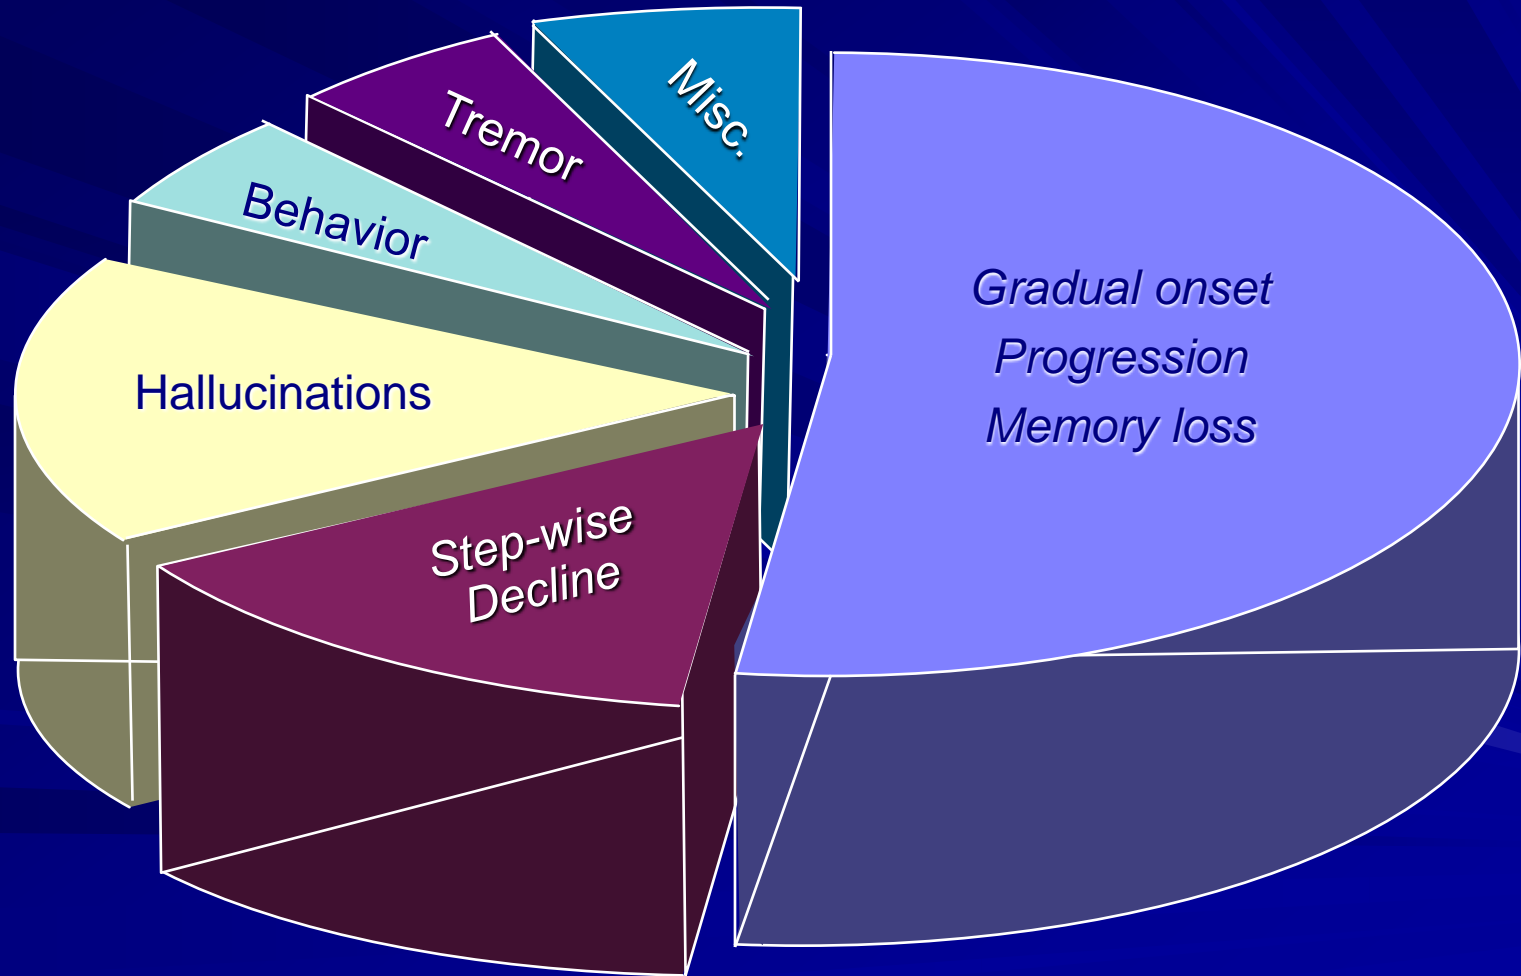 Misc.
Tremor
Behavior
Hallucinations
Step-wise
Decline
Gradual onset
Progression
Memory loss